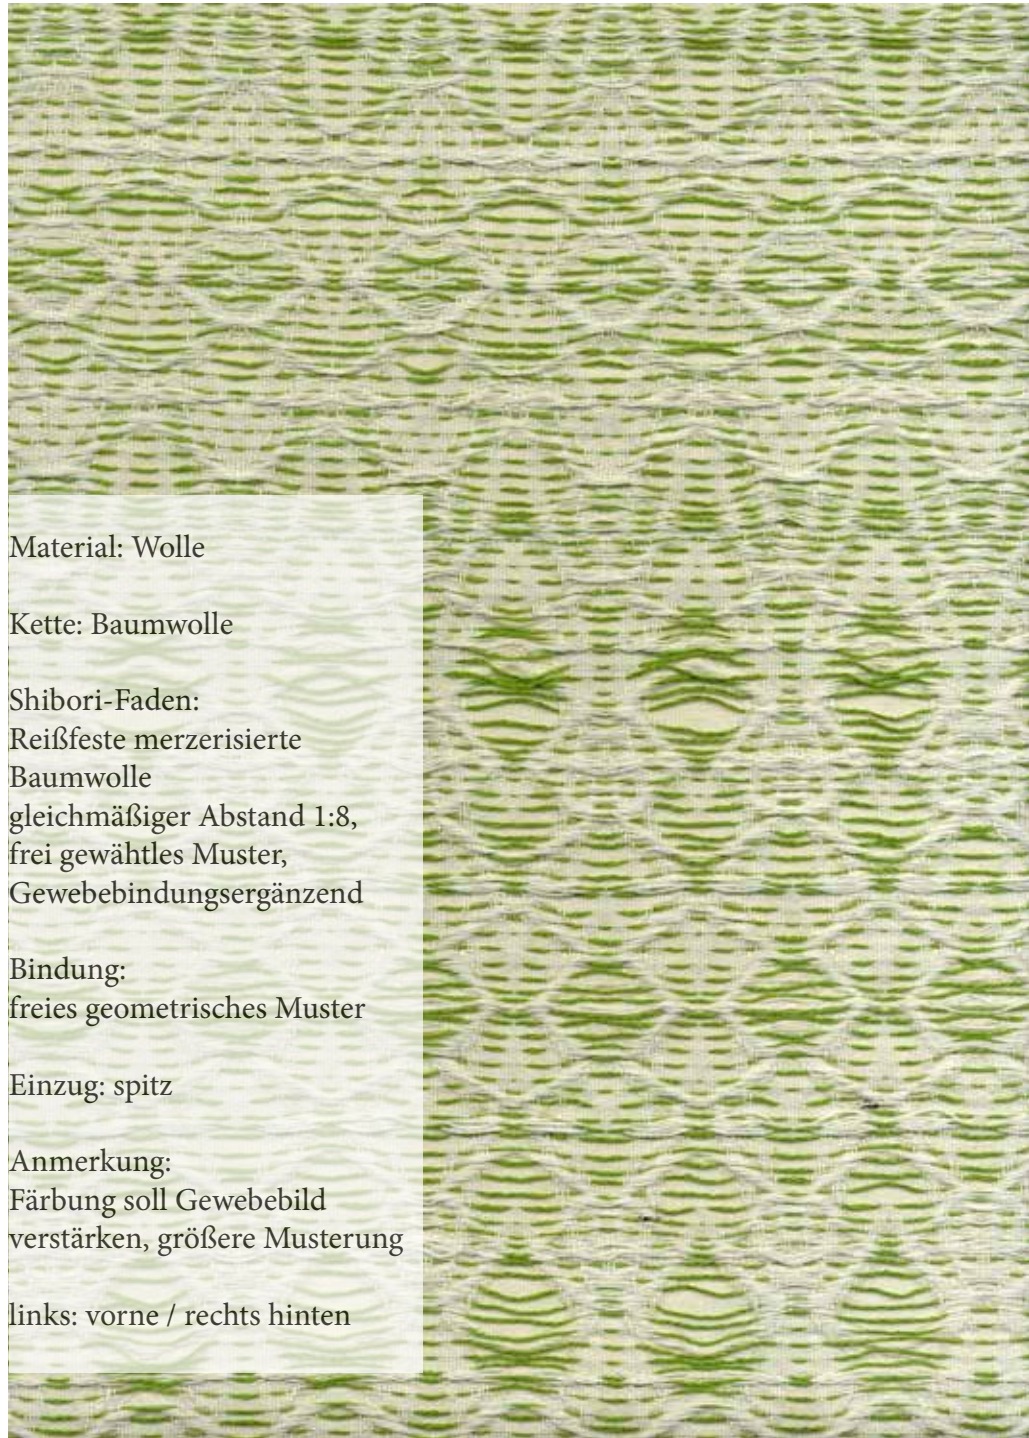 Material: Wolle
Kette: Baumwolle
Shibori-Faden:
Reißfeste merzerisierte
Baumwolle
gleichmäßiger Abstand 1:8,
frei gewähtles Muster,
Gewebebindungsergänzend
Bindung:
freies geometrisches Muster
Einzug: spitz
Anmerkung:
Färbung soll Gewebebild
verstärken, größere Musterung
links: vorne / rechts hinten